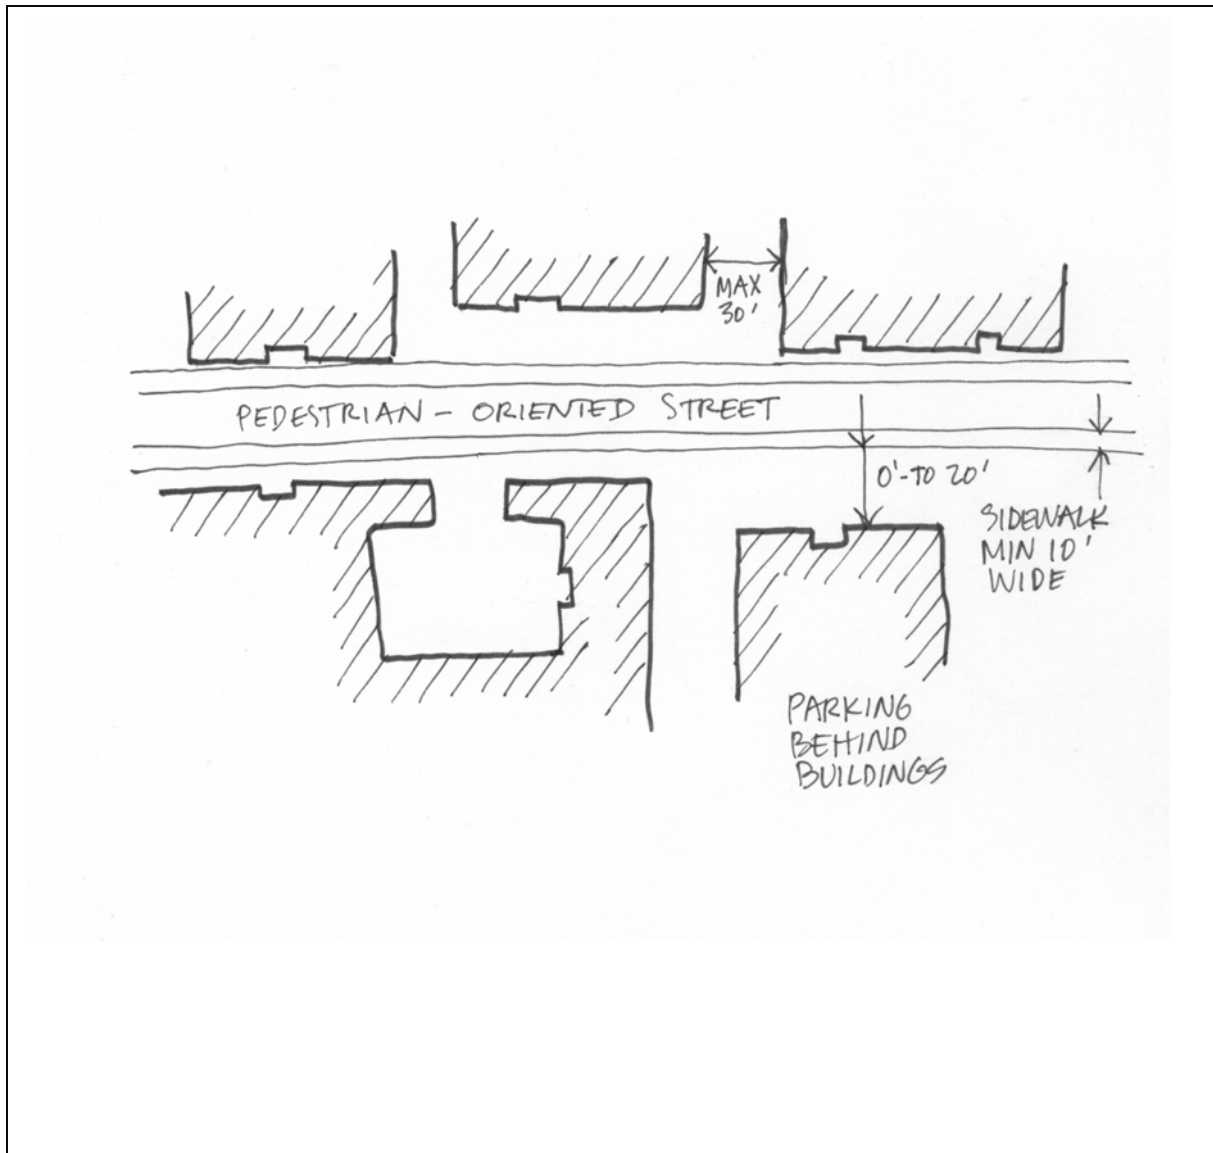 MAX
30'
PEDESTRIAN - ORIENTED STREET
0'-TO 20'
SIDEWALK
MIN 10'
WIDE
PARKING
BEHIND
BUILDINGS